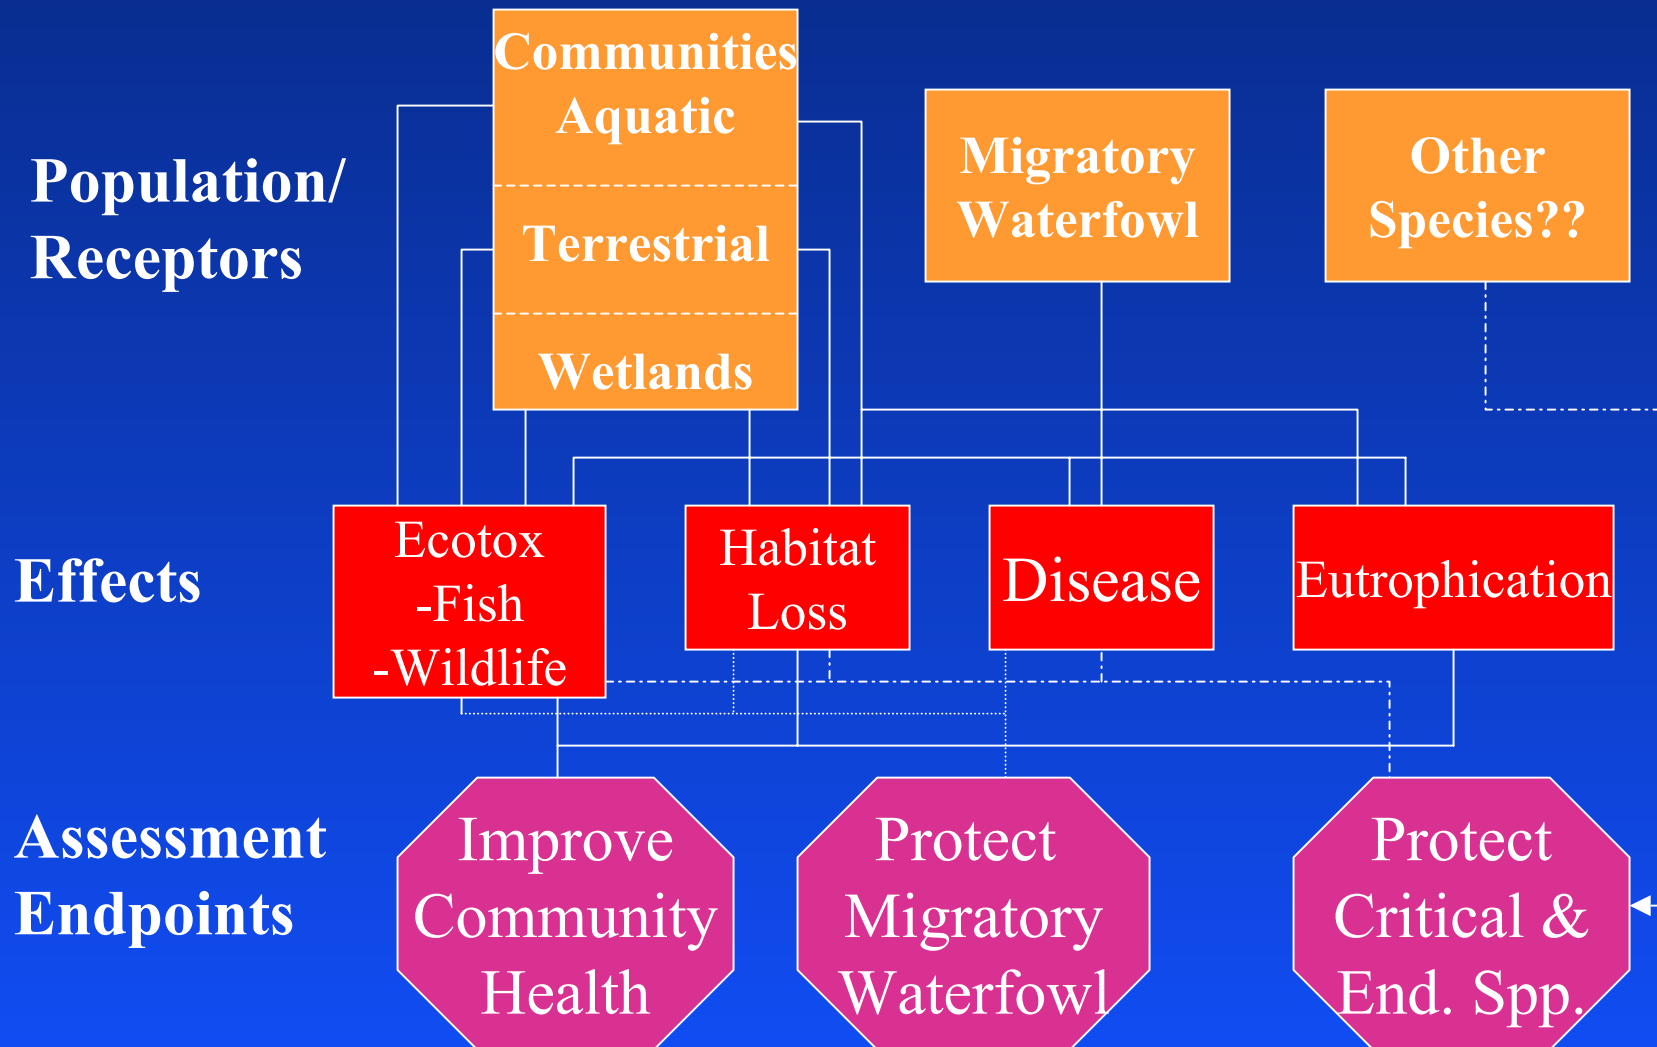 Population/
Receptors
Communities
Aquatic
Terrestrial
Wetlands
Migratory
Waterfowl
Other
Species??
Effects
Ecotox
-Fish
-Wildlife
Habitat
Loss
Disease
Eutrophication
Assessment
Endpoints
Improve
Community
Health
Protect
Migratory
Waterfowl
Protect
Critical &
End. Spp.